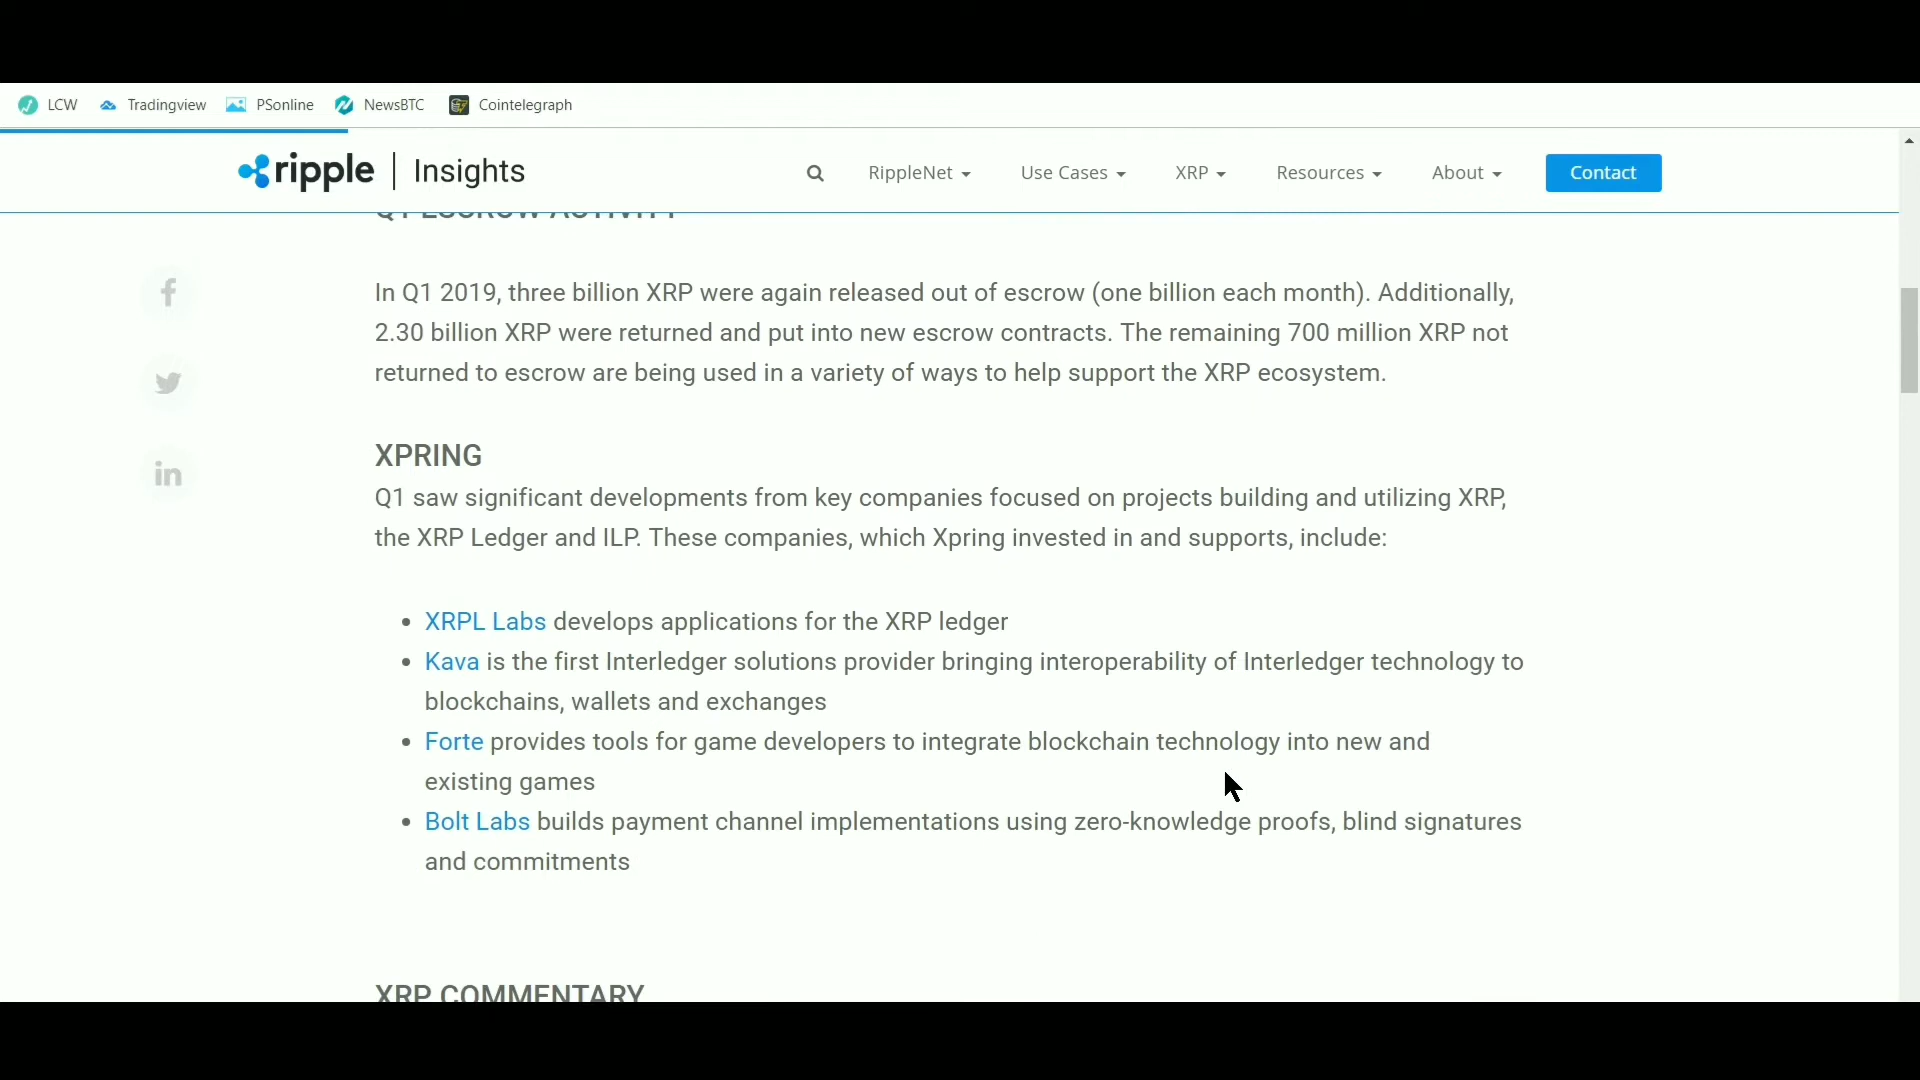 LCW Tradingview PSonline NewsBTC Cointelegraph
ripple | Insights RippleNet Use Cases XRP Resources About Contact
Q1 ESCROW ACTIVITY
In Q1 2019, three billion XRP were again released out of escrow (one billion each month). Additionally,
2.30 billion XRP were returned and put into new escrow contracts. The remaining 700 million XRP not
returned to escrow are being used in a variety of ways to help support the XRP ecosystem.
XPRING
Q1 saw significant developments from key companies focused on projects building and utilizing XRP,
the XRP Ledger and ILP. These companies, which Xpring invested in and supports, include:
• XRPL Labs develops applications for the XRP ledger
• Kava is the first Interledger solutions provider bringing interoperability of Interledger technology to
blockchains, wallets and exchanges
• Forte provides tools for game developers to integrate blockchain technology into new and
existing games
• Bolt Labs builds payment channel implementations using zero-knowledge proofs, blind signatures
and commitments
XRP COMMENTARY